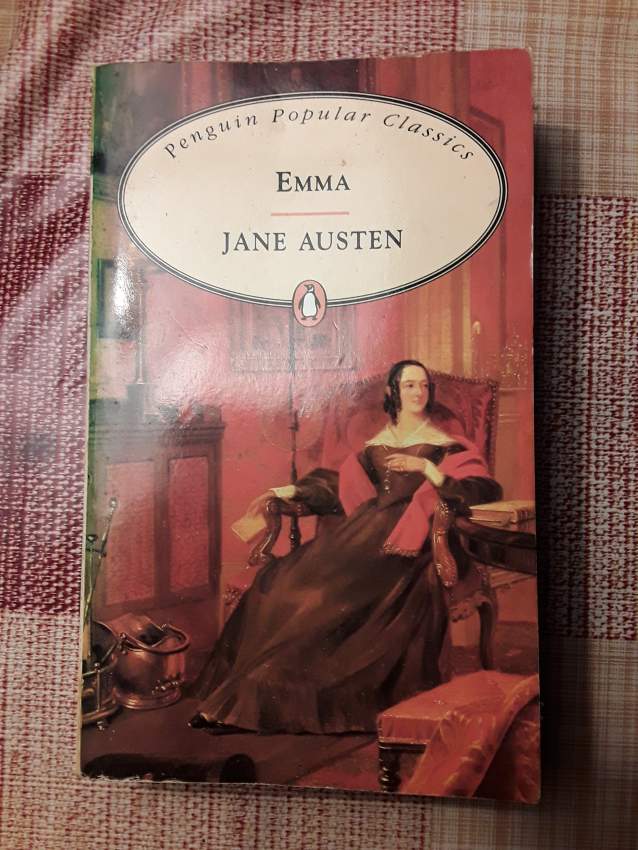 Penguin Popular Classics
EMMA
JANE AUSTEN